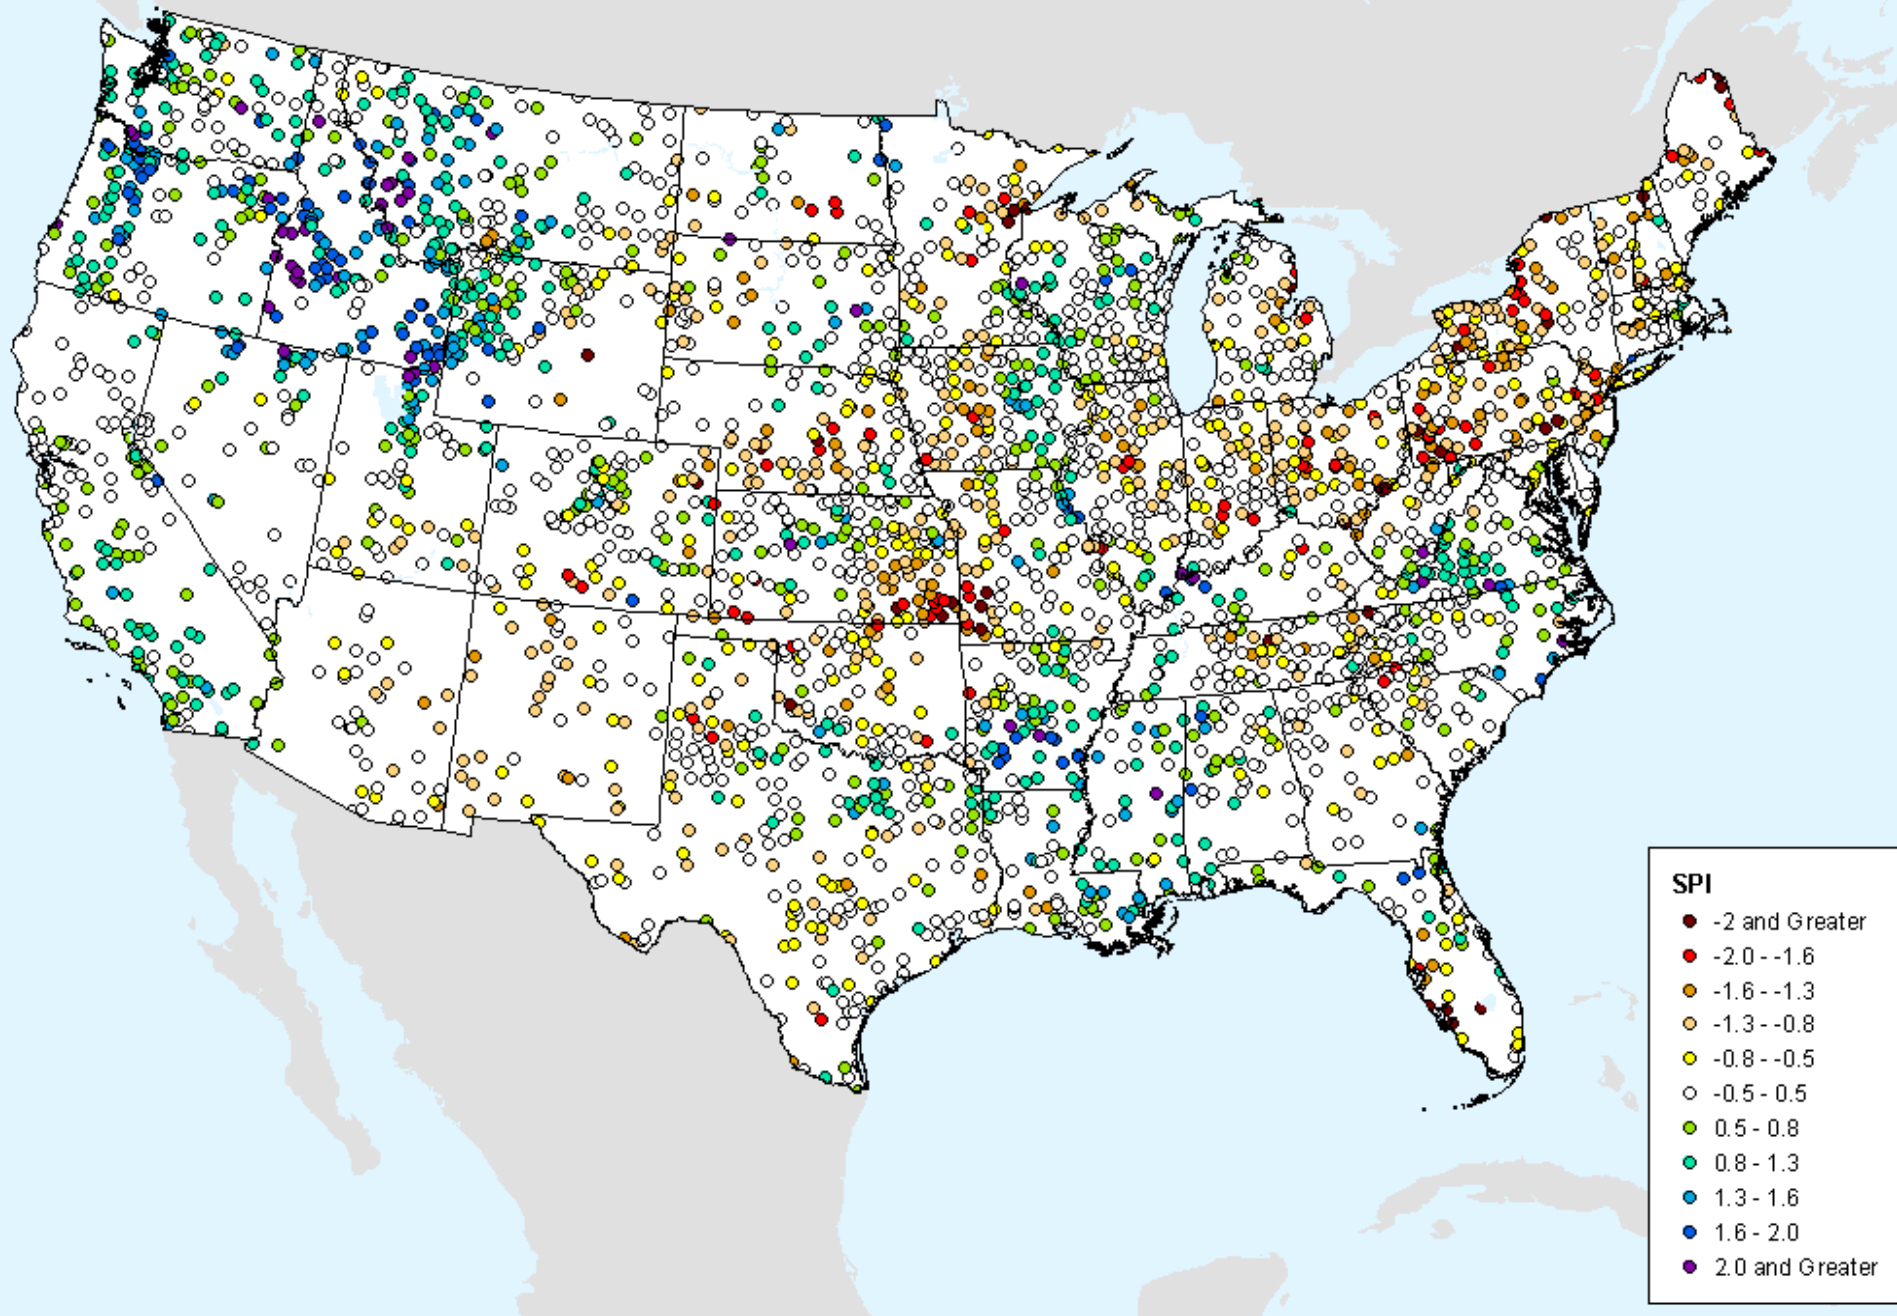 SPI
-2 and Greater
-2.0 - -1.6
-1.6 - -1.3
-1.3 - -0.8
-0.8 - -0.5
-0.5 - 0.5
0.5 - 0.8
0.8 - 1.3
1.3 - 1.6
1.6 - 2.0
2.0 and Greater